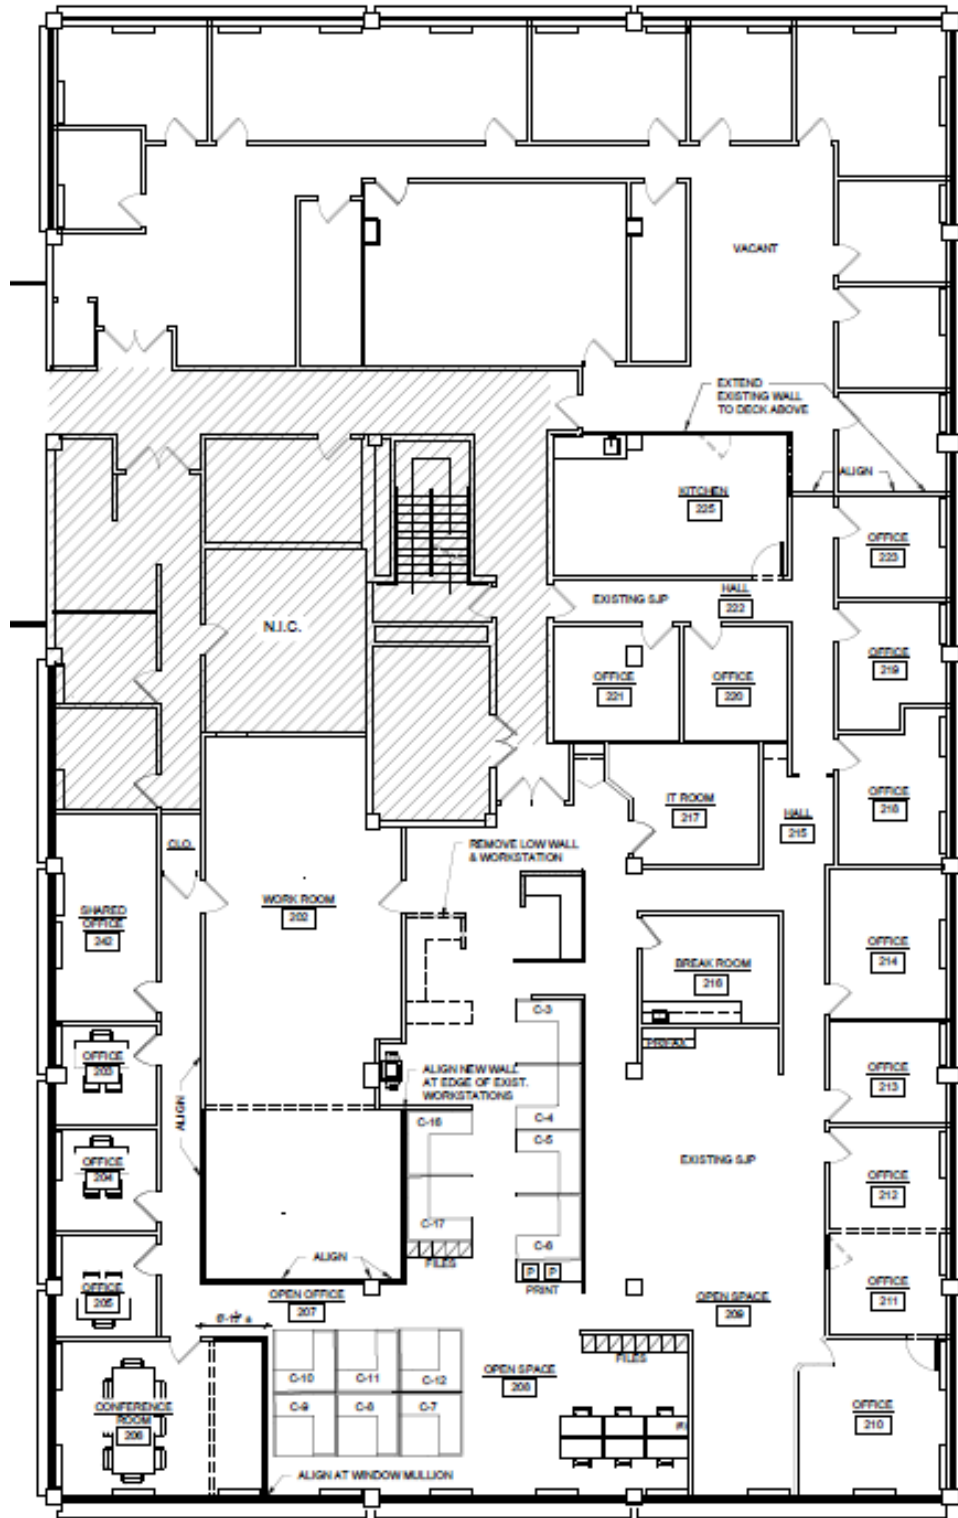 VACANT
EXTEND
EXISTING WALL
TO DECK ABOVE
ALIGN
KITCHEN
225
OFFICE
223
EXISTING SJP
HALL
222
N.I.C.
OFFICE
221
OFFICE
220
OFFICE
219
IT ROOM
217
HALL
215
OFFICE
218
CLO.
REMOVE LOW WALL
& WORKSTATION
SHARED
OFFICE
242
WORK ROOM
202
BREAK ROOM
216
OFFICE
214
C-3
OFFICE
203
ALIGN NEW WALL
AT EDGE OF EXIST.
WORKSTATIONS
OFFICE
213
ALIGN
C-16
C-4
C-5
EXISTING SJP
OFFICE
204
OFFICE
212
C-17
C-6
FILES
ALIGN
P P
PRINT
OFFICE
205
OPEN OFFICE
207
OPEN SPACE
209
OFFICE
211
FILES
C-10
C-11
C-12
OPEN SPACE
208
C-9
C-8
C-7
CONFERENCE
ROOM
206
OFFICE
210
ALIGN AT WINDOW MULLION